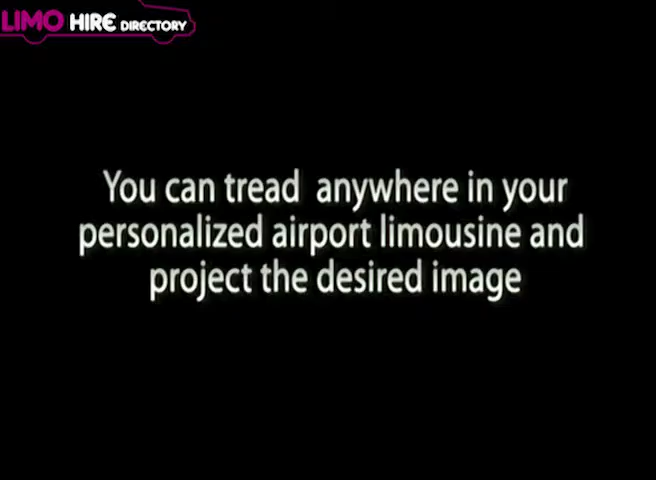 LIMO HIRE DIRECTORY
You can tread anywhere in your
personalized airport limousine and
project the desired image